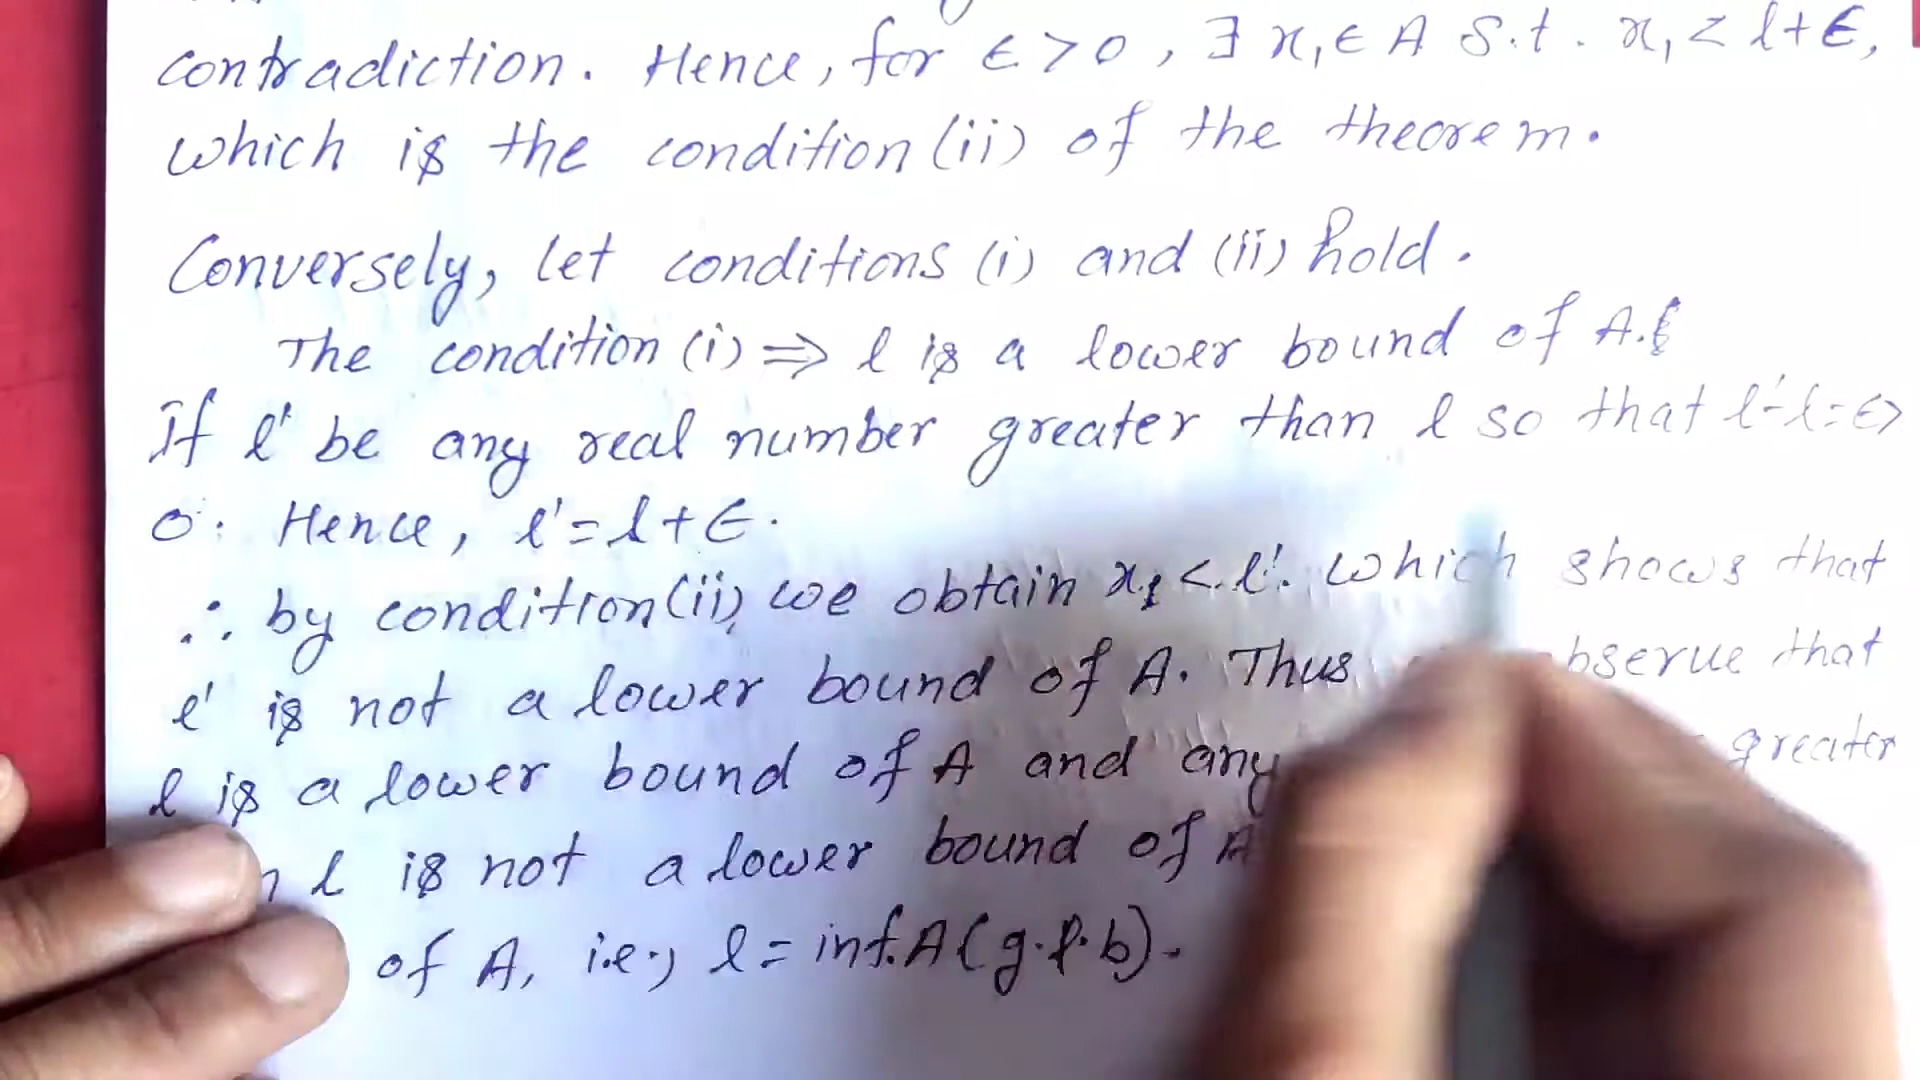 contradiction. Hence, for ϵ > 0, ∃ x₁ ∈ A s.t. x₁ < l+ϵ,
which is the condition (ii) of the theorem.
Conversely, let conditions (i) and (ii) hold.
The condition (i) ⇒ l is a lower bound of A.
If l' be any real number greater than l so that l'-l=ϵ>
0. Hence, l'=l+ϵ.
∴ by condition (ii), we obtain x₁ < l'. which shows that
l' is not a lower bound of A. Thus observe that
l is a lower bound of A and any greater
l is not a lower bound of A
of A, i.e., l = inf.A (g.l.b).